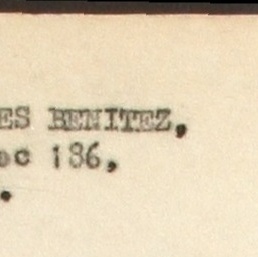 ES BENITEZ,
oc 186,
.